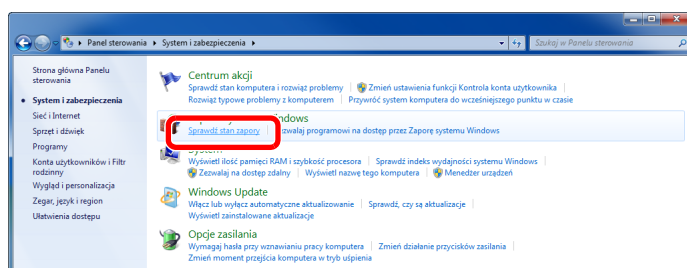 Panel sterowania ▸ System i zabezpieczenia ▸
Szukaj w Panelu sterowania
Strona główna Panelu
sterowania
• System i zabezpieczenia
Sieć i Internet
Sprzęt i dźwięk
Programy
Konta użytkowników i Filtr
rodzinny
Wygląd i personalizacja
Zegar, język i region
Ułatwienia dostępu
Centrum akcji
Sprawdź stan komputera i rozwiąż problemy | Zmień ustawienia funkcji Kontrola konta użytkownika
Rozwiąż typowe problemy z komputerem | Przywróć system komputera do wcześniejszego punktu w czasie
Sprawdź stan zapory | programowi na dostęp przez Zaporę systemu Windows
System
Wyświetl ilość pamięci RAM i szybkość procesora | Sprawdź indeks wydajności systemu Windows
Zezwalaj na dostęp zdalny | Wyświetl nazwę tego komputera | Menedżer urządzeń
Windows Update
Włącz lub wyłącz automatyczne aktualizowanie | Sprawdź, czy są aktualizacje
Wyświetl zainstalowane aktualizacje
Opcje zasilania
Wymagaj hasła przy wznawianiu pracy komputera | Zmień działanie przycisków zasilania
Zmień moment przejścia komputera w tryb uśpienia